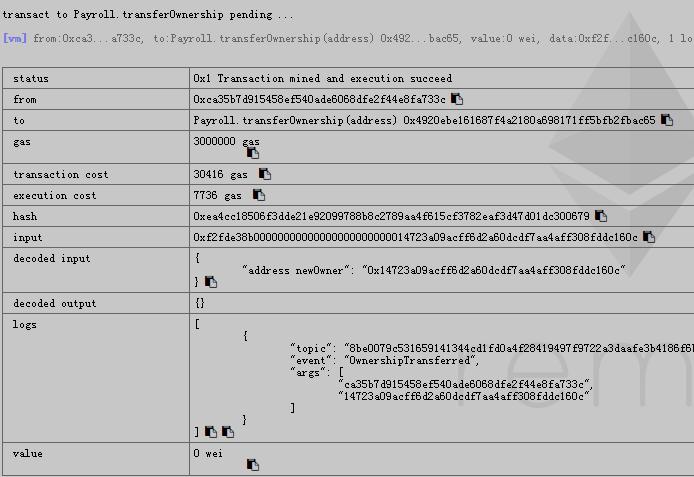 transact to Payroll.transferOwnership pending ...
[vm] from:0xca3...a733c, to:Payroll.transferOwnership(address) 0x492...bac65, value:0 wei, data:0xf2f...c160c, 1 lo
status 0x1 Transaction mined and execution succeed
from 0xca35b7d915458ef540ade6068dfe2f44e8fa733c
to Payroll.transferOwnership(address) 0x4920ebe161687f4a2180a698171ff5bfb2fbac65
gas 3000000 gas
transaction cost 30416 gas
execution cost 7736 gas
hash 0xea4cc18506f3dde21e92099788b8c2789aa4f615cf3782eaf3d47d01dc300679
input 0xf2fde38b00000000000000000000000014723a09acff6d2a60dcdf7aa4aff308fddc160c
decoded input {
"address newOwner": "0x14723a09acff6d2a60dcdf7aa4aff308fddc160c"
}
decoded output {}
logs [
{
"topic": "8be0079c531659141344cd1fd0a4f28419497f9722a3daafe3b4186f6b
"event": "OwnershipTransferred",
"args": [
"ca35b7d915458ef540ade6068dfe2f44e8fa733c",
"14723a09acff6d2a60dcdf7aa4aff308fddc160c"
]
}
]
value 0 wei
rem